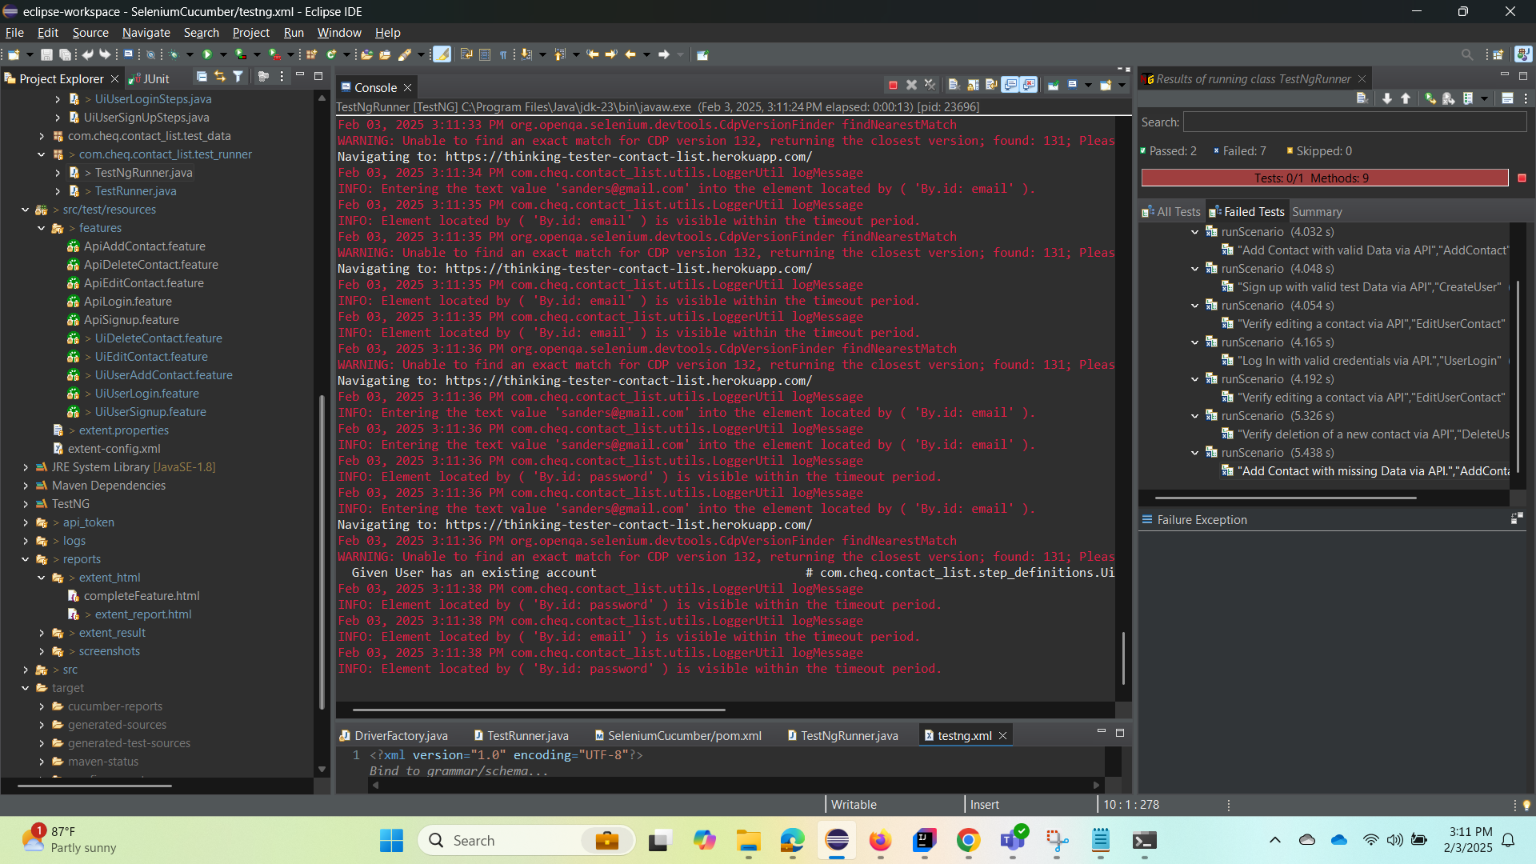 eclipse-workspace - SeleniumCucumber/testng.xml - Eclipse IDE
File Edit Source Navigate Search Project Run Window Help
Project Explorer
JUnit
> UiUserLoginSteps.java
UiUserSignUpSteps.java
com.cheq.contact_list.test_data
> com.cheq.contact_list.test_runner
> TestNgRunner.java
> TestRunner.java
> src/test/resources
> features
ApiAddContact.feature
ApiDeleteContact.feature
ApiEditContact.feature
ApiLogin.feature
ApiSignup.feature
> UiDeleteContact.feature
> UiEditContact.feature
> UiUserAddContact.feature
> UiUserLogin.feature
> UiUserSignup.feature
> extent.properties
extent-config.xml
JRE System Library [JavaSE-1.8]
Maven Dependencies
TestNG
> api_token
> logs
> reports
> extent_html
completeFeature.html
> extent_report.html
> extent_result
> screenshots
> src
target
cucumber-reports
generated-sources
generated-test-sources
maven-status
Console
TestNgRunner [TestNG] C:\Program Files\Java\jdk-23\bin\javaw.exe (Feb 3, 2025, 3:11:24 PM elapsed: 0:00:13) [pid: 23696]
Feb 03, 2025 3:11:33 PM org.openqa.selenium.devtools.CdpVersionFinder findNearestMatch
WARNING: Unable to find an exact match for CDP version 132, returning the closest version; found: 131; Pleas
Navigating to: https://thinking-tester-contact-list.herokuapp.com/
Feb 03, 2025 3:11:34 PM com.cheq.contact_list.utils.LoggerUtil logMessage
INFO: Entering the text value 'sanders@gmail.com' into the element located by ( 'By.id: email' ).
Feb 03, 2025 3:11:35 PM com.cheq.contact_list.utils.LoggerUtil logMessage
INFO: Element located by ( 'By.id: email' ) is visible within the timeout period.
Feb 03, 2025 3:11:35 PM org.openqa.selenium.devtools.CdpVersionFinder findNearestMatch
WARNING: Unable to find an exact match for CDP version 132, returning the closest version; found: 131; Pleas
Navigating to: https://thinking-tester-contact-list.herokuapp.com/
Feb 03, 2025 3:11:35 PM com.cheq.contact_list.utils.LoggerUtil logMessage
INFO: Element located by ( 'By.id: email' ) is visible within the timeout period.
Feb 03, 2025 3:11:35 PM com.cheq.contact_list.utils.LoggerUtil logMessage
INFO: Element located by ( 'By.id: email' ) is visible within the timeout period.
Feb 03, 2025 3:11:36 PM org.openqa.selenium.devtools.CdpVersionFinder findNearestMatch
WARNING: Unable to find an exact match for CDP version 132, returning the closest version; found: 131; Pleas
Navigating to: https://thinking-tester-contact-list.herokuapp.com/
Feb 03, 2025 3:11:36 PM com.cheq.contact_list.utils.LoggerUtil logMessage
INFO: Entering the text value 'sanders@gmail.com' into the element located by ( 'By.id: email' ).
Feb 03, 2025 3:11:36 PM com.cheq.contact_list.utils.LoggerUtil logMessage
INFO: Entering the text value 'sanders@gmail.com' into the element located by ( 'By.id: email' ).
Feb 03, 2025 3:11:36 PM com.cheq.contact_list.utils.LoggerUtil logMessage
INFO: Element located by ( 'By.id: password' ) is visible within the timeout period.
Feb 03, 2025 3:11:36 PM com.cheq.contact_list.utils.LoggerUtil logMessage
INFO: Entering the text value 'sanders@gmail.com' into the element located by ( 'By.id: email' ).
Navigating to: https://thinking-tester-contact-list.herokuapp.com/
Feb 03, 2025 3:11:36 PM org.openqa.selenium.devtools.CdpVersionFinder findNearestMatch
WARNING: Unable to find an exact match for CDP version 132, returning the closest version; found: 131; Pleas
Given User has an existing account # com.cheq.contact_list.step_definitions.Ui
Feb 03, 2025 3:11:38 PM com.cheq.contact_list.utils.LoggerUtil logMessage
INFO: Element located by ( 'By.id: password' ) is visible within the timeout period.
Feb 03, 2025 3:11:38 PM com.cheq.contact_list.utils.LoggerUtil logMessage
INFO: Element located by ( 'By.id: email' ) is visible within the timeout period.
Feb 03, 2025 3:11:38 PM com.cheq.contact_list.utils.LoggerUtil logMessage
INFO: Element located by ( 'By.id: password' ) is visible within the timeout period.
DriverFactory.java TestRunner.java SeleniumCucumber/pom.xml TestNgRunner.java testng.xml
1 <?xml version="1.0" encoding="UTF-8"?>
Bind to grammar/schema...
Results of running class TestNgRunner
Search:
Passed: 2 Failed: 7 Skipped: 0
Tests: 0/1 Methods: 9
All Tests Failed Tests Summary
runScenario (4.032 s)
"Add Contact with valid Data via API","AddContact"
runScenario (4.048 s)
"Sign up with valid test Data via API","CreateUser"
runScenario (4.054 s)
"Verify editing a contact via API","EditUserContact"
runScenario (4.165 s)
"Log In with valid credentials via API.","UserLogin"
runScenario (4.192 s)
"Verify editing a contact via API","EditUserContact"
runScenario (5.326 s)
"Verify deletion of a new contact via API","DeleteUs
runScenario (5.438 s)
"Add Contact with missing Data via API.","AddConta
Failure Exception
Writable Insert 10 : 1 : 278
1
87°F
Partly sunny
Search
3:11 PM
2/3/2025